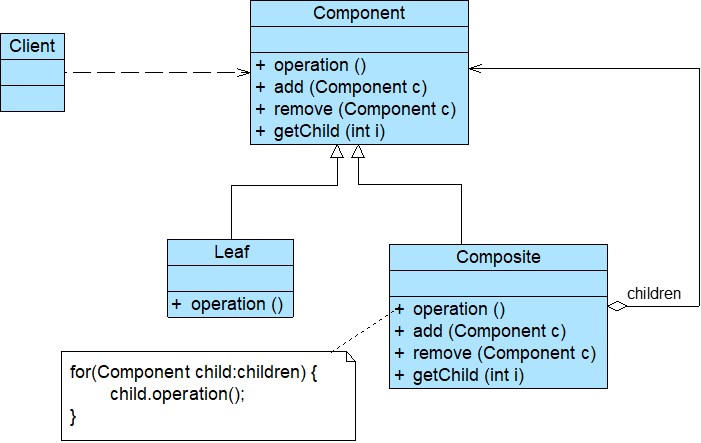 Component
Client
+ operation ()
+ add (Component c)
+ remove (Component c)
+ getChild (int i)
Leaf
+ operation ()
Composite
+ operation ()
+ add (Component c)
+ remove (Component c)
+ getChild (int i)
children
for(Component child:children) {
child.operation();
}